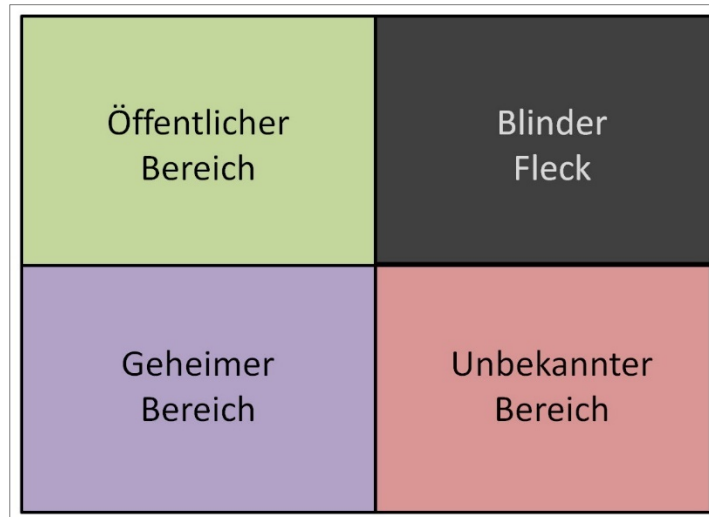 Öffentlicher
Bereich
Blinder
Fleck
Geheimer
Bereich
Unbekannter
Bereich